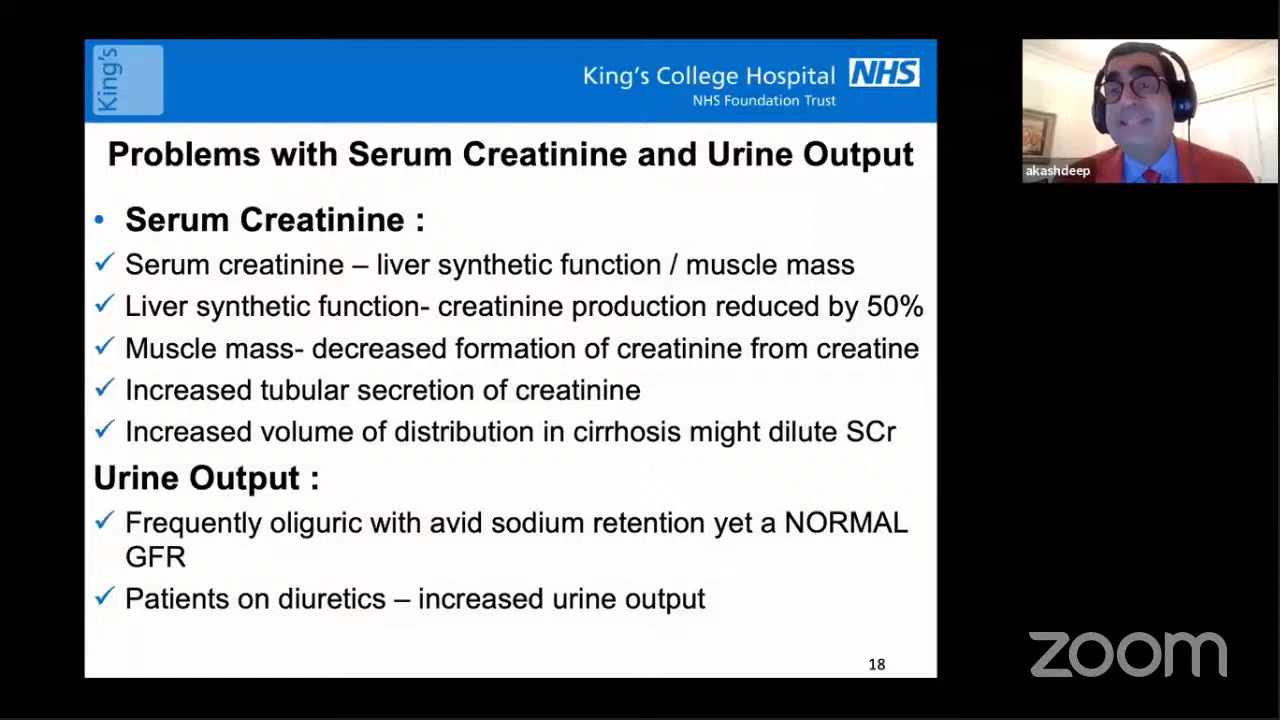 King's
King's College Hospital NHS
NHS Foundation Trust
Problems with Serum Creatinine and Urine Output
• Serum Creatinine :
✓ Serum creatinine – liver synthetic function / muscle mass
✓ Liver synthetic function- creatinine production reduced by 50%
✓ Muscle mass- decreased formation of creatinine from creatine
✓ Increased tubular secretion of creatinine
✓ Increased volume of distribution in cirrhosis might dilute SCr
Urine Output :
✓ Frequently oliguric with avid sodium retention yet a NORMAL
GFR
✓ Patients on diuretics – increased urine output
18
akashdeep
zoom